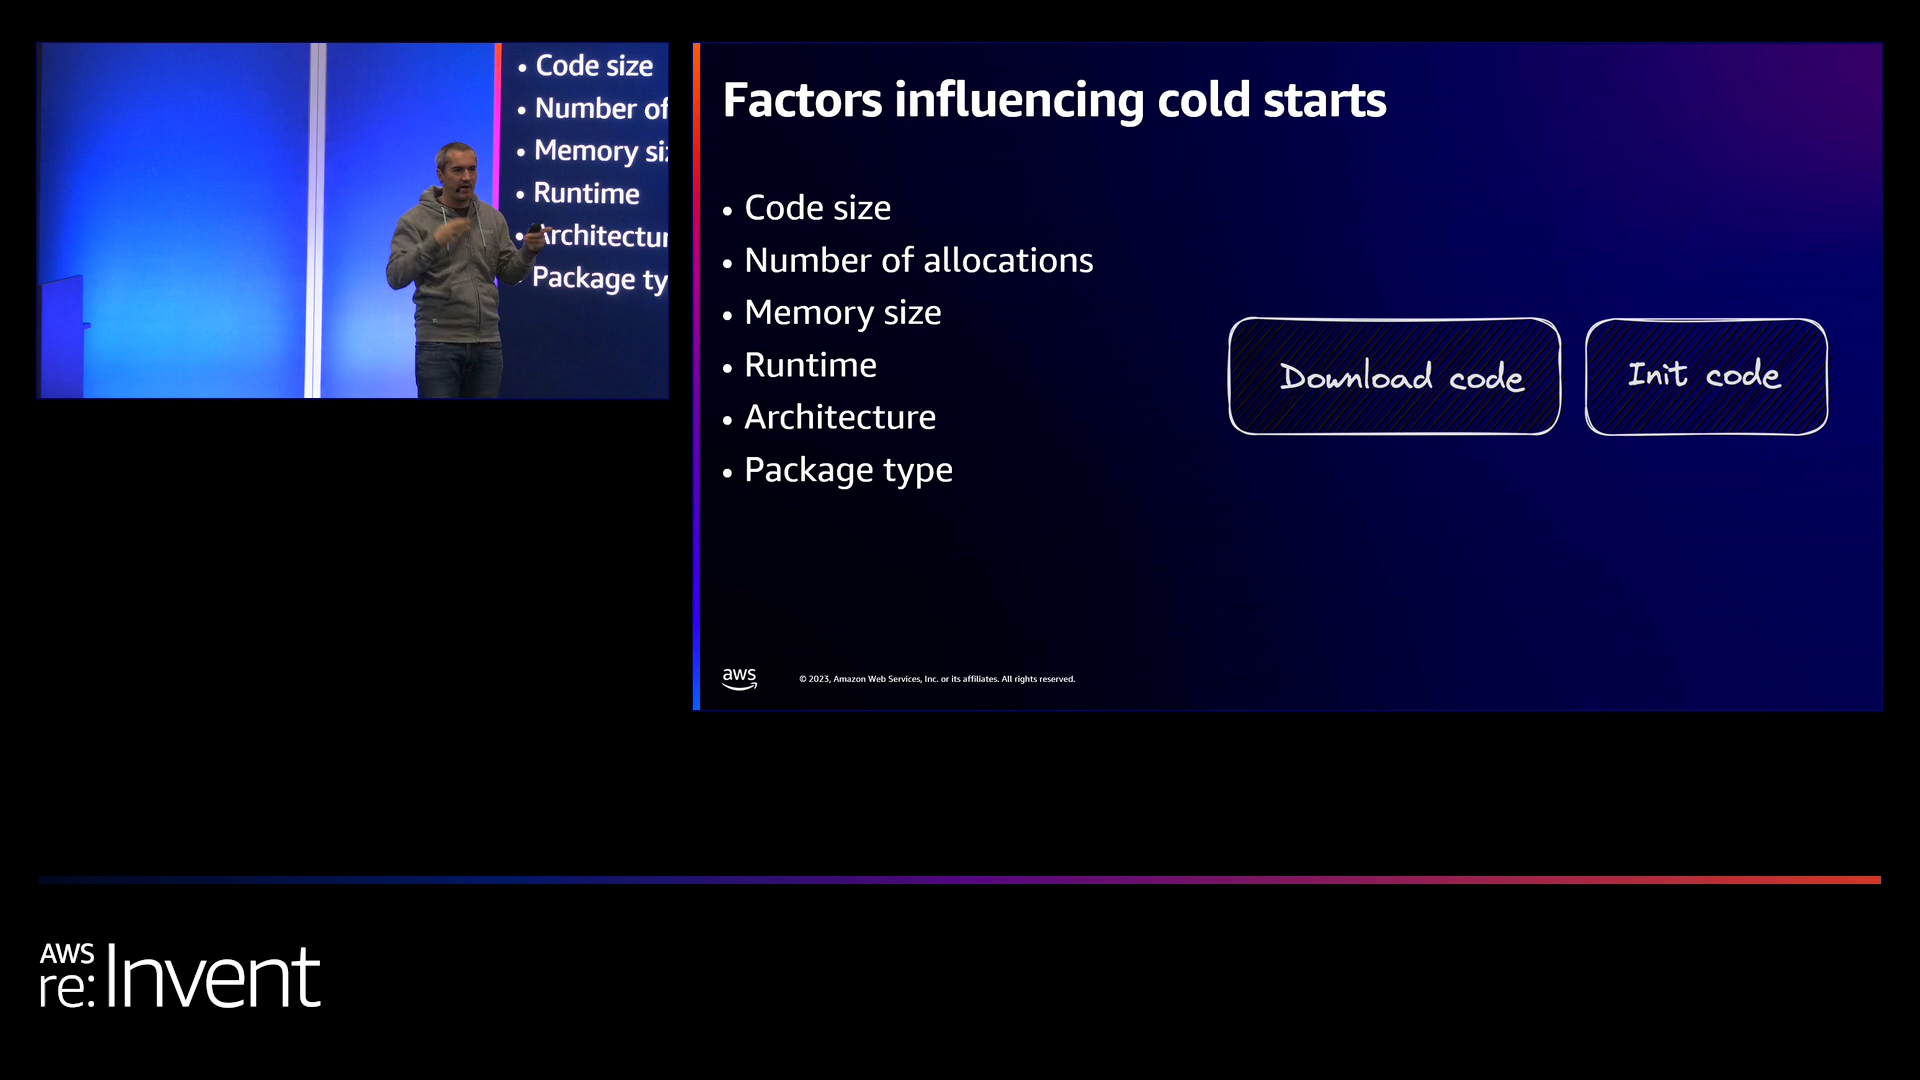 • Code size
• Number of
• Memory
• Runtime
• Architectur
Package ty
Factors influencing cold starts
• Code size
• Number of allocations
• Memory size
• Runtime
• Architecture
• Package type
Download code
Init code
aws
© 2023, Amazon Web Services, Inc. or its affiliates. All rights reserved.
AWS
re:Invent